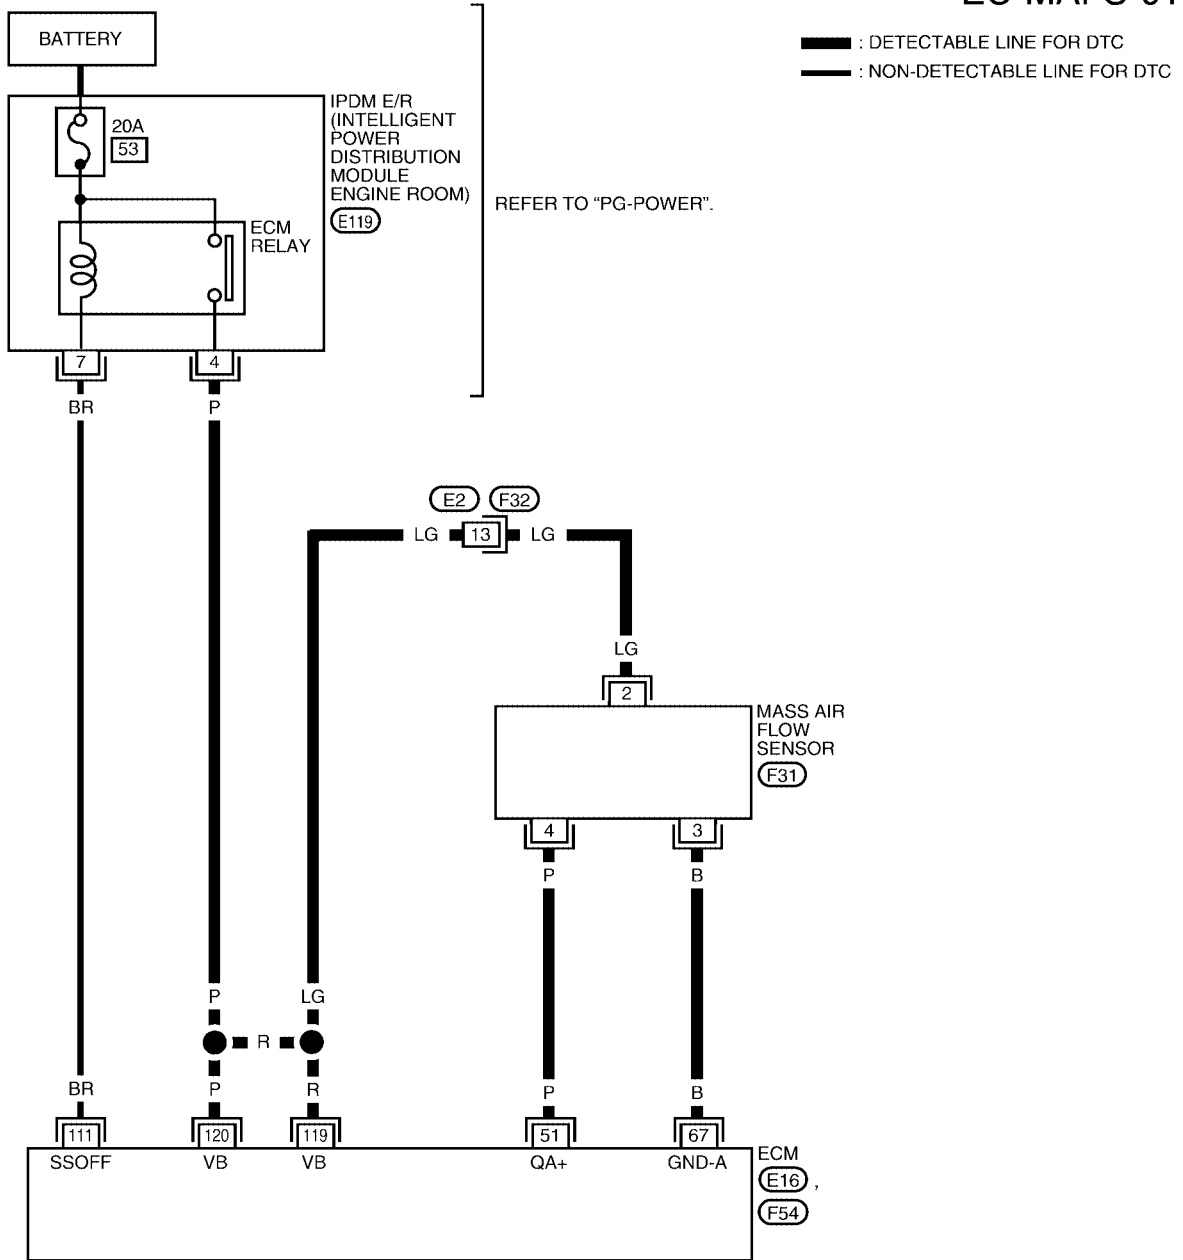 BATTERY
: DETECTABLE LINE FOR DTC
: NON-DETECTABLE LINE FOR DTC
20A
53
IPDM E/R
(INTELLIGENT
POWER
DISTRIBUTION
MODULE
ENGINE ROOM)
E119
REFER TO “PG-POWER”.
ECM
RELAY
7
4
BR
P
E2
F32
LG
13
LG
LG
2
MASS AIR
FLOW
SENSOR
F31
4
3
P
B
P
LG
R
BR
P
R
P
B
111
120
119
51
67
SSOFF
VB
VB
QA+
GND-A
ECM
E16 ,
F54